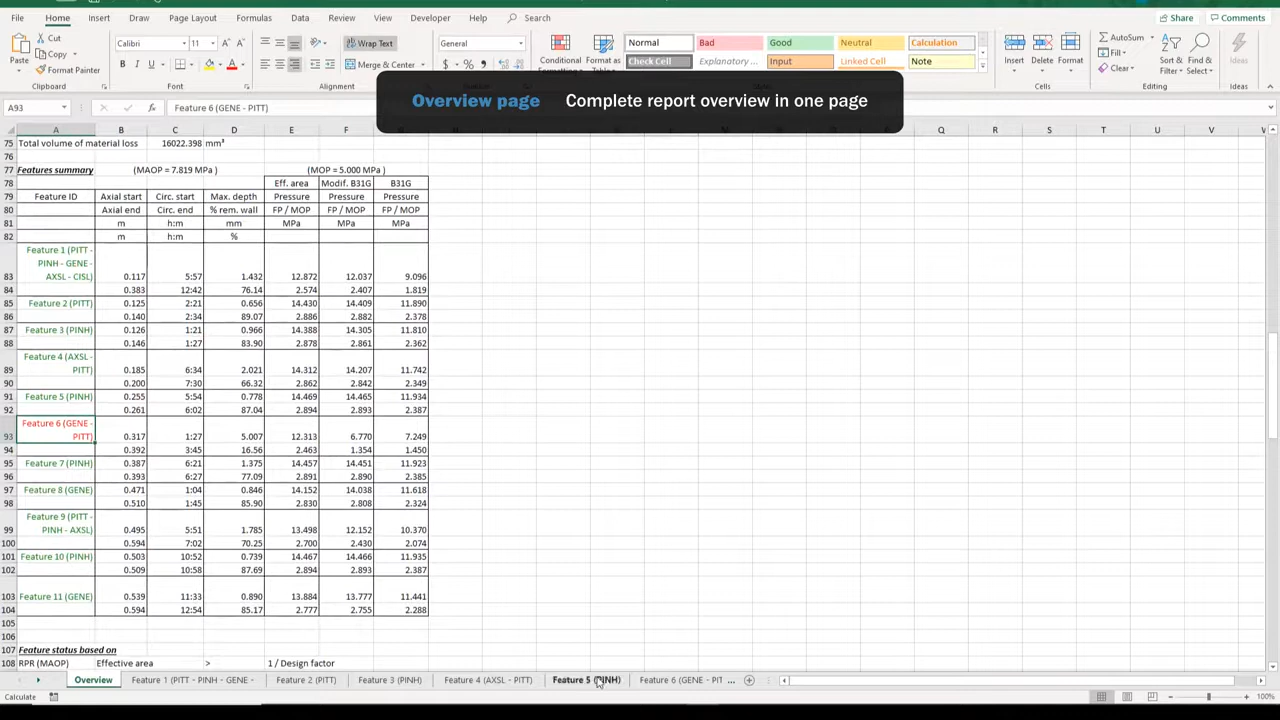 File Home Insert Draw Page Layout Formulas Data Review View Developer Help Search Share Comments
Paste Cut Copy Format Painter Clipboard
Calibri 11 B I U Font
Wrap Text Merge & Center Alignment
General $ % ,
Conditional Format as
Normal Bad Good Neutral Calculation
Check Cell Explanatory ... Input Linked Cell Note
Insert Delete Format Cells
AutoSum Fill Clear Sort & Filter Find & Select Ideas Ideas
Overview page Complete report overview in one page
A93 fx Feature 6 (GENE - PITT)
A B C D E F Q R S T U V
75 Total volume of material loss 16022.398 mm³
76
77 Features summary (MAOP = 7.819 MPa ) (MOP = 5.000 MPa )
78 Eff. area Modif. B31G B31G
79 Feature ID Axial start Circ. start Max. depth Pressure Pressure Pressure
80 Axial end Circ. end % rem. wall FP / MOP FP / MOP FP / MOP
81 m h:m mm MPa MPa MPa
82 m h:m %
Feature 1 (PITT -
PINH - GENE -
83 AXSL - CISL) 0.117 5:57 1.432 12.872 12.037 9.096
84 0.383 12:42 76.14 2.574 2.407 1.819
85 Feature 2 (PITT) 0.125 2:21 0.656 14.430 14.409 11.890
86 0.140 2:34 89.07 2.886 2.882 2.378
87 Feature 3 (PINH) 0.126 1:21 0.966 14.388 14.305 11.810
88 0.146 1:27 83.90 2.878 2.861 2.362
Feature 4 (AXSL -
89 PITT) 0.185 6:34 2.021 14.312 14.207 11.742
90 0.200 7:30 66.32 2.862 2.842 2.349
91 Feature 5 (PINH) 0.255 5:54 0.778 14.469 14.465 11.934
92 0.261 6:02 87.04 2.894 2.893 2.387
Feature 6 (GENE -
93 PITT) 0.317 1:27 5.007 12.313 6.770 7.249
94 0.392 3:45 16.56 2.463 1.354 1.450
95 Feature 7 (PINH) 0.387 6:21 1.375 14.457 14.451 11.923
96 0.393 6:27 77.09 2.891 2.890 2.385
97 Feature 8 (GENE) 0.471 1:04 0.846 14.152 14.038 11.618
98 0.510 1:45 85.90 2.830 2.808 2.324
Feature 9 (PITT -
99 PINH - AXSL) 0.495 5:51 1.785 13.498 12.152 10.370
100 0.594 7:02 70.25 2.700 2.430 2.074
101 Feature 10 (PINH) 0.503 10:52 0.739 14.467 14.466 11.935
102 0.509 10:58 87.69 2.894 2.893 2.387
103 Feature 11 (GENE) 0.539 11:33 0.890 13.884 13.777 11.441
104 0.594 12:54 85.17 2.777 2.755 2.288
105
106
107 Feature status based on
108 RPR (MAOP) Effective area > 1 / Design factor
Overview Feature 1 (PITT - PINH - GENE - Feature 2 (PITT) Feature 3 (PINH) Feature 4 (AXSL - PITT) Feature 5 (PINH) Feature 6 (GENE - PIT ...
Calculate 100%